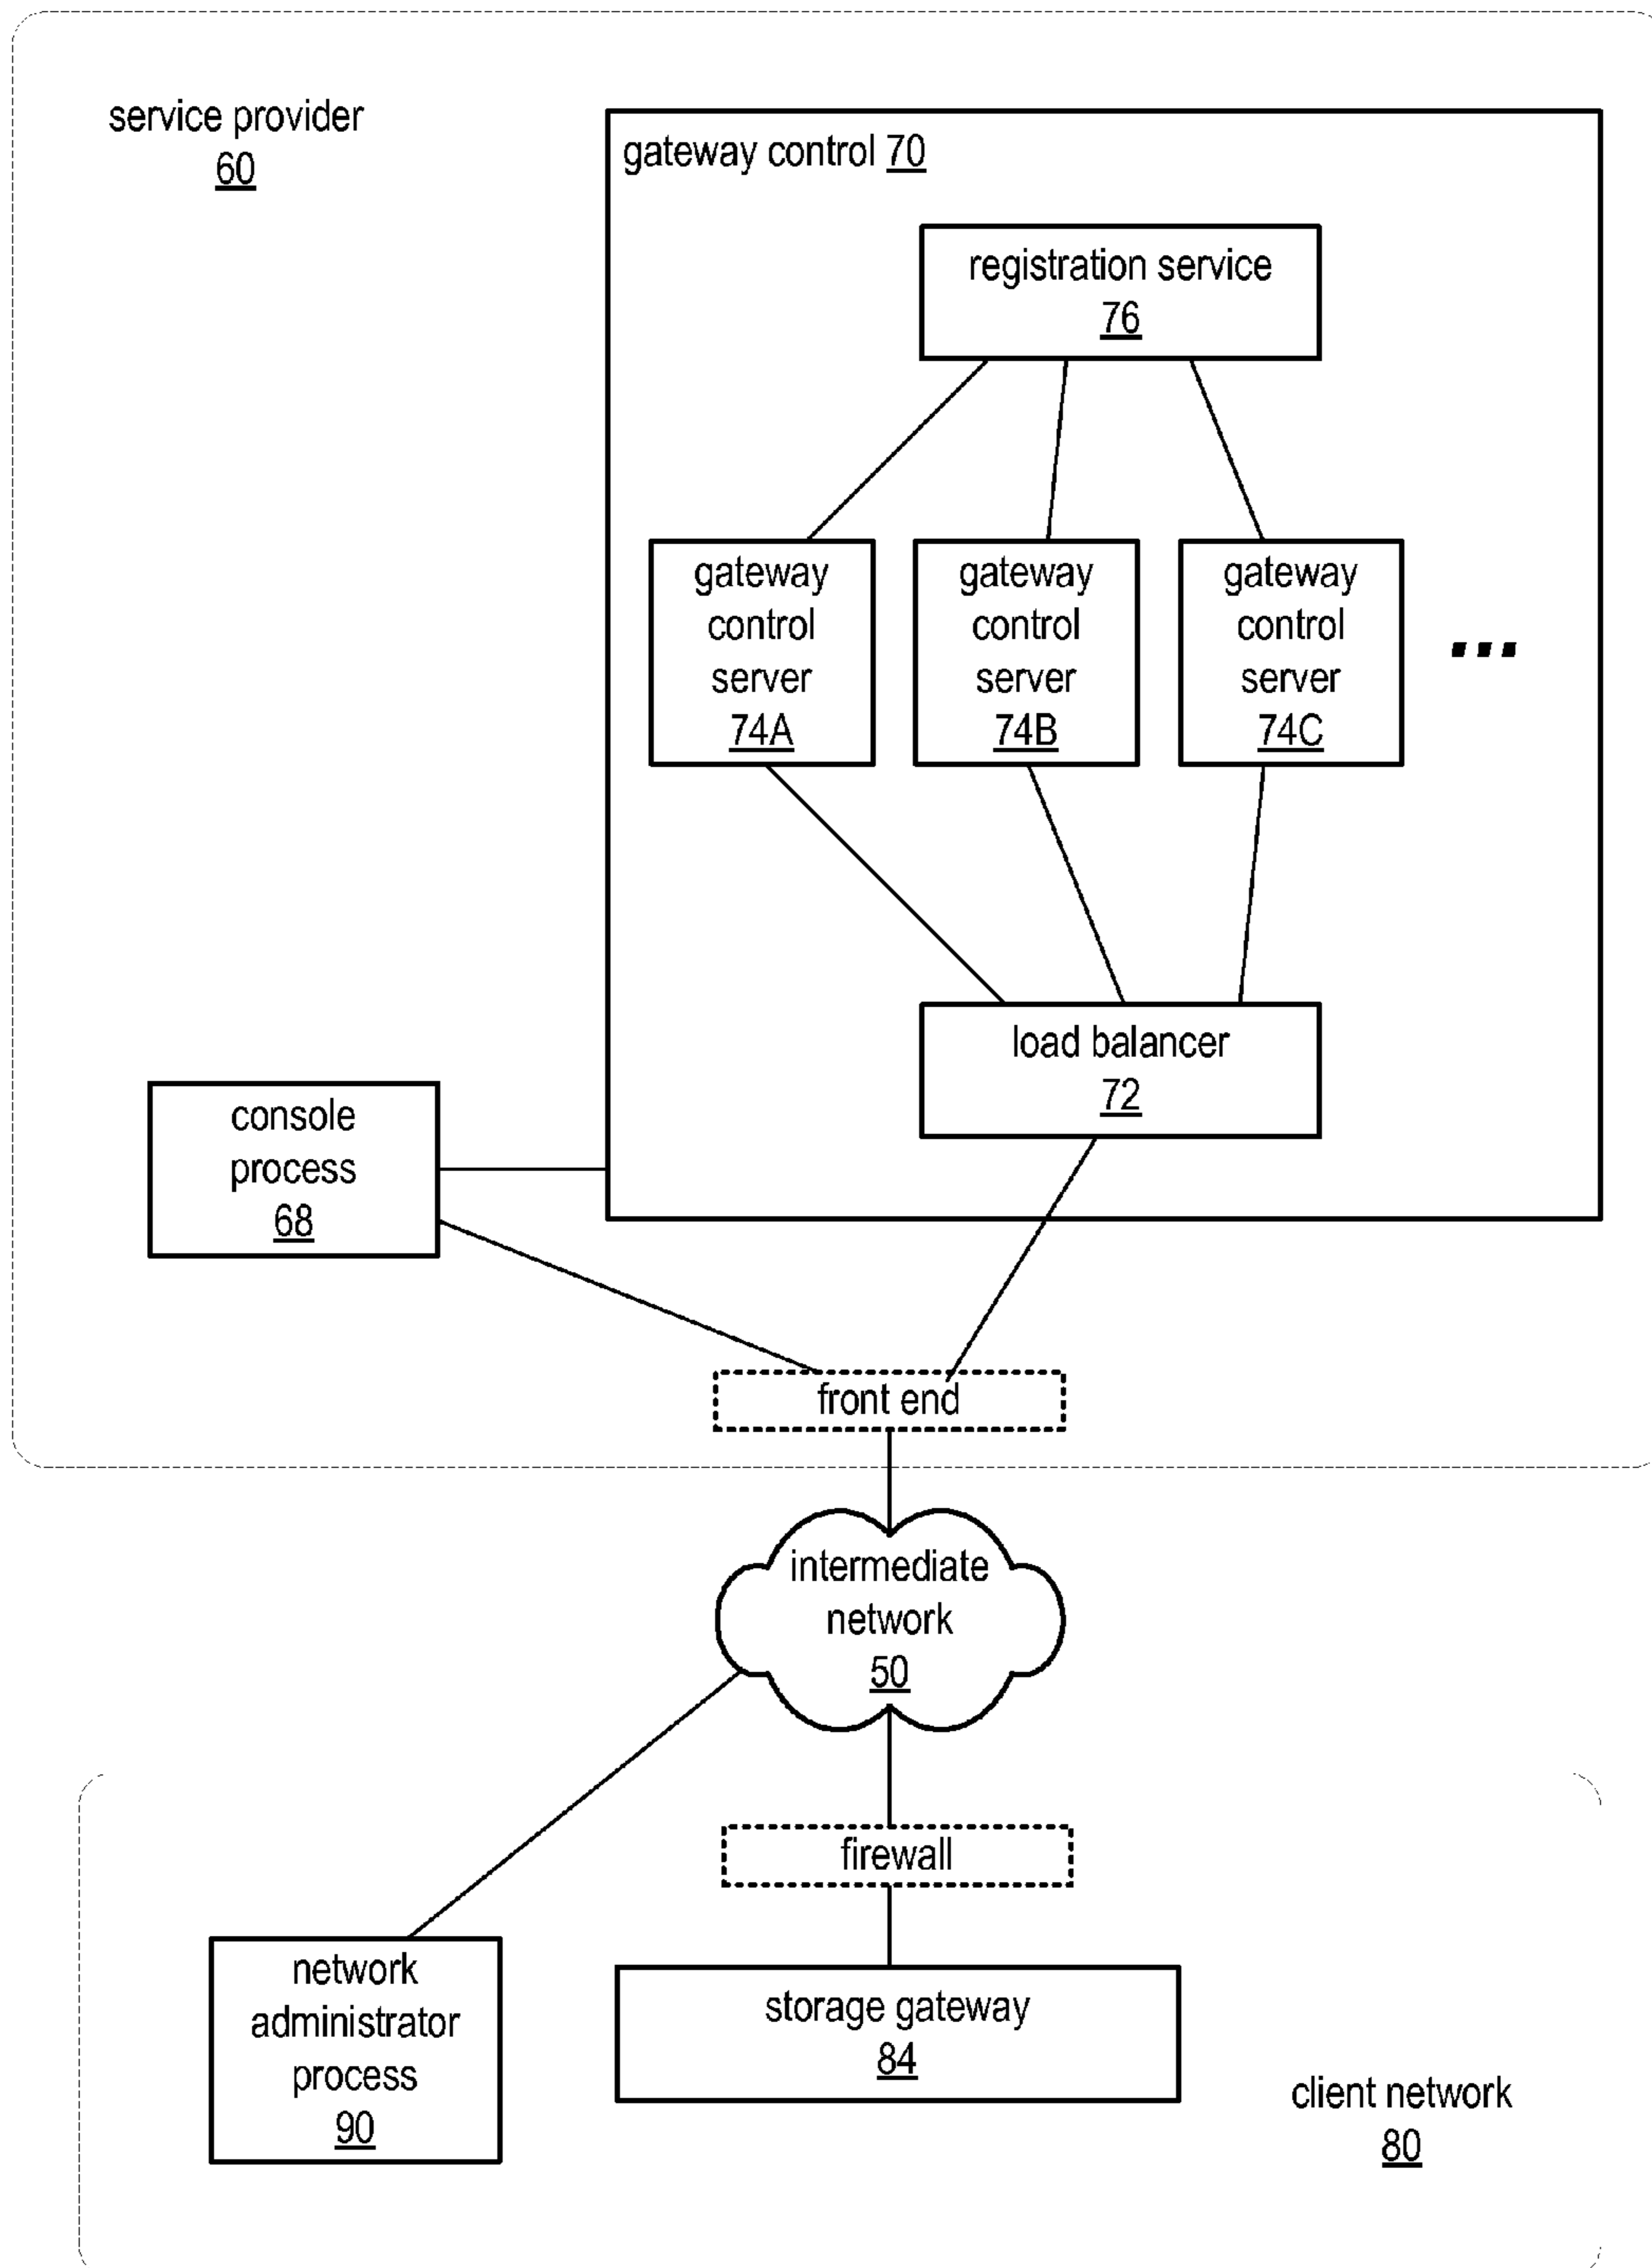 service provider
60
gateway control 70
registration service
76
gateway
control
server
74A
gateway
control
server
74B
gateway
control
server
74C
...
load balancer
72
console
process
68
front end
intermediate
network
50
firewall
network
administrator
process
90
storage gateway
84
client network
80